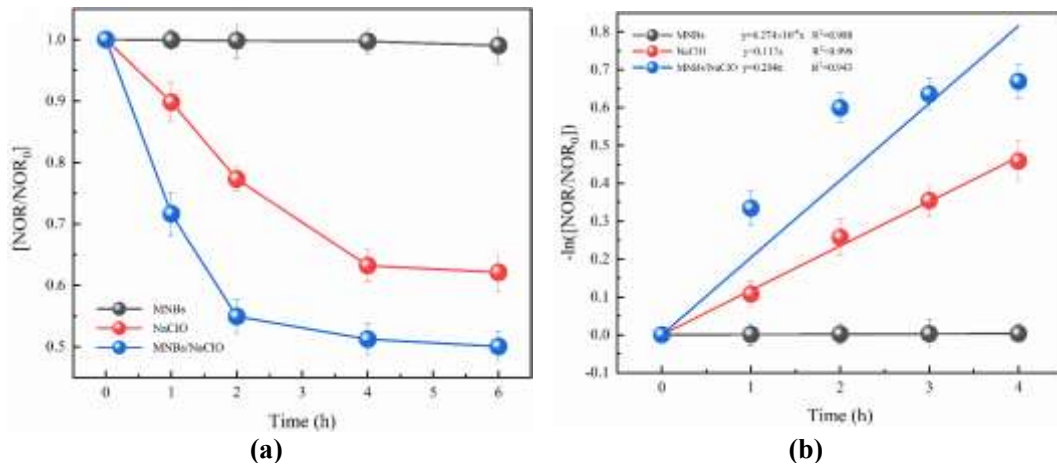 1.0
0.9
0.8
0.7
0.6
0.5
[NOR/NOR₀]
MNBs
NaClO
MNBs/NaClO
0 1 2 4 6
Time (h)
(a)
0.8
0.7
0.6
0.5
0.4
0.3
0.2
0.1
0.0
-0.1
-ln([NOR/NOR₀])
MNBs
NaClO y=0.117x
MNBs/NaClO y=0.204x R²=0.943
0 1 2 3 4
Time (h)
(b)